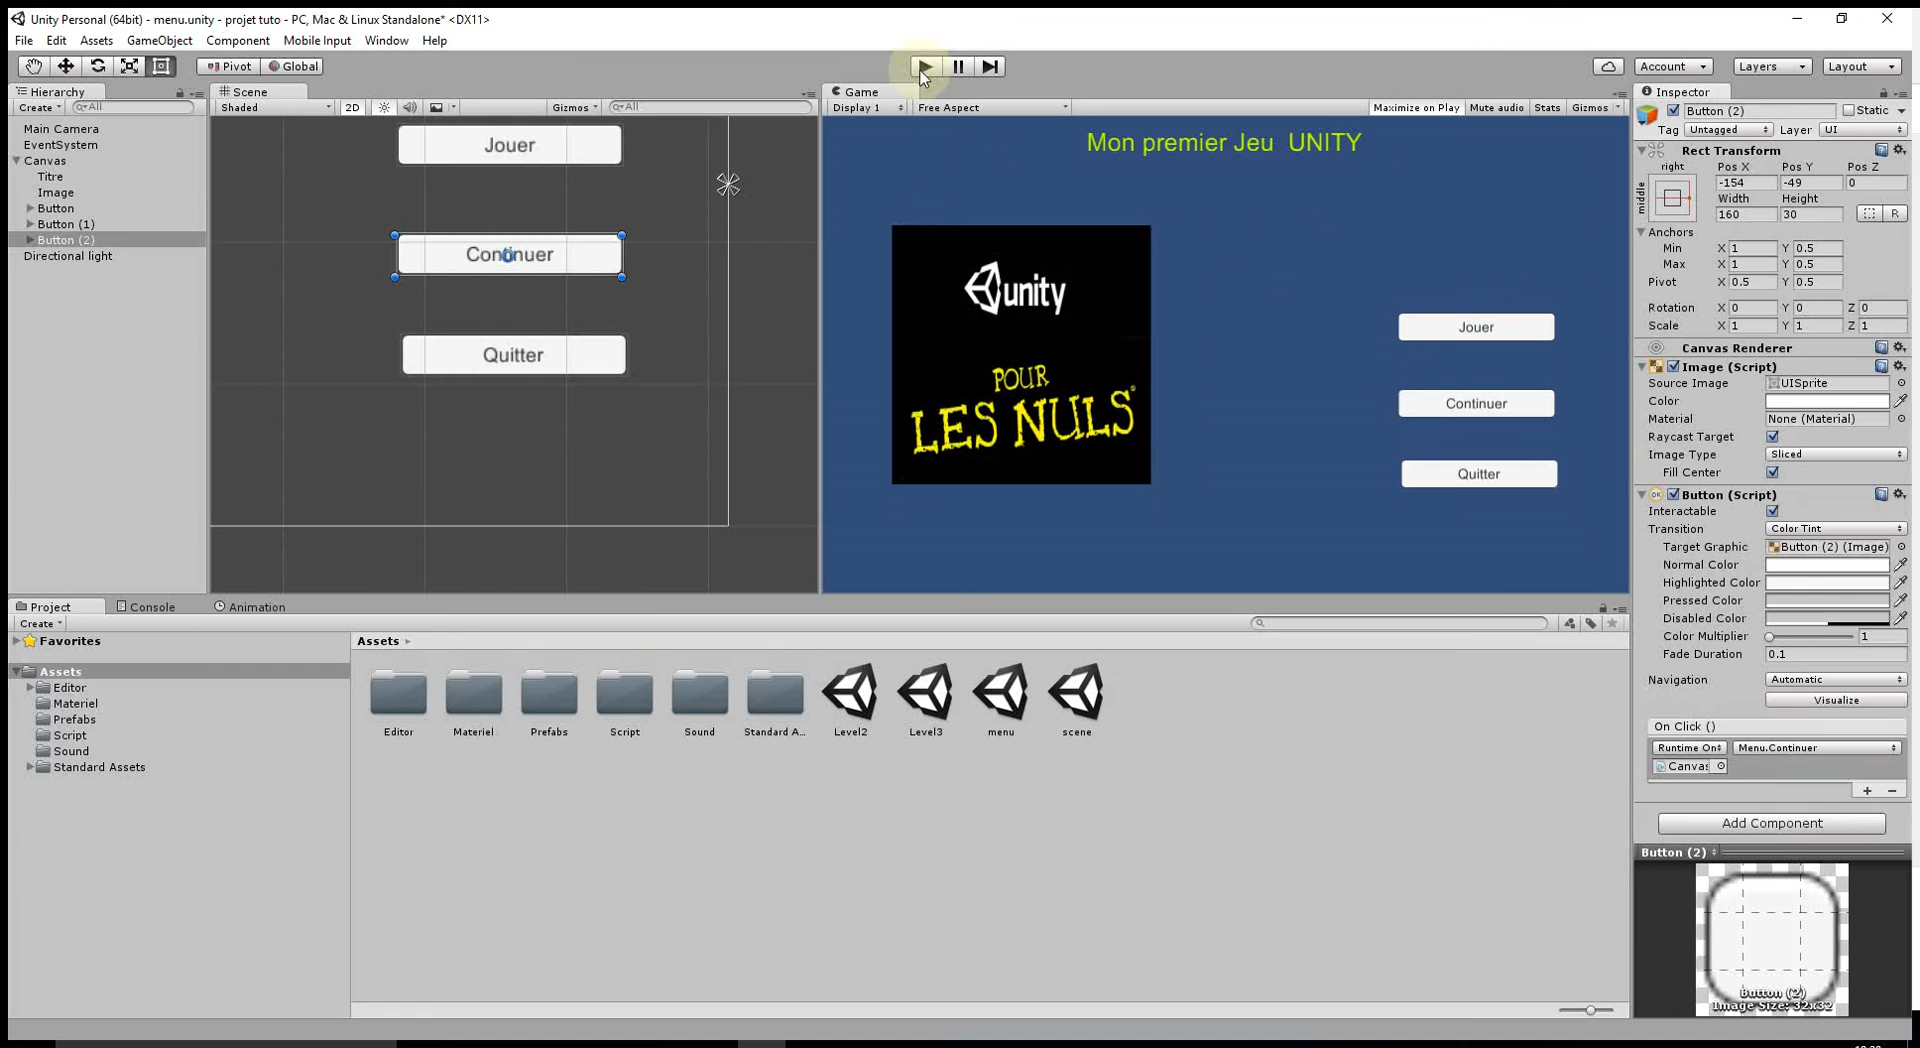 Unity Personal (64bit) - menu.unity - projet tuto - PC, Mac & Linux Standalone* <DX11>
File Edit Assets GameObject Component Mobile Input Window Help
Pivot Global Account Layers Layout
Hierarchy
Create All
Main Camera
EventSystem
Canvas
Titre
Image
Button
Button (1)
Button (2)
Directional light
Scene
Shaded 2D Gizmos All
Jouer
Continuer
Quitter
Game
Display 1 Free Aspect Maximize on Play Mute audio Stats Gizmos
Mon premier Jeu UNITY
unity
POUR
LES NULS®
Jouer
Continuer
Quitter
Inspector
Button (2) Static
Tag Untagged Layer UI
Rect Transform
right Pos X Pos Y Pos Z
middle -154 -49 0
Width Height
160 30 R
Anchors
Min X 1 Y 0.5
Max X 1 Y 0.5
Pivot X 0.5 Y 0.5
Rotation X 0 Y 0 Z 0
Scale X 1 Y 1 Z 1
Canvas Renderer
Image (Script)
Source Image UISprite
Color
Material None (Material)
Raycast Target
Image Type Sliced
Fill Center
OK Button (Script)
Interactable
Transition Color Tint
Target Graphic Button (2) (Image)
Normal Color
Highlighted Color
Pressed Color
Disabled Color
Color Multiplier 1
Fade Duration 0.1
Navigation Automatic
Visualize
On Click ()
Runtime On Menu.Continuer
Canvas
+ −
Add Component
Button (2)
Button (2)
Image Size: 32x32
Project Console Animation
Create
Favorites
Assets
Editor
Materiel
Prefabs
Script
Sound
Standard Assets
Assets
Editor Materiel Prefabs Script Sound Standard A... Level2 Level3 menu scene